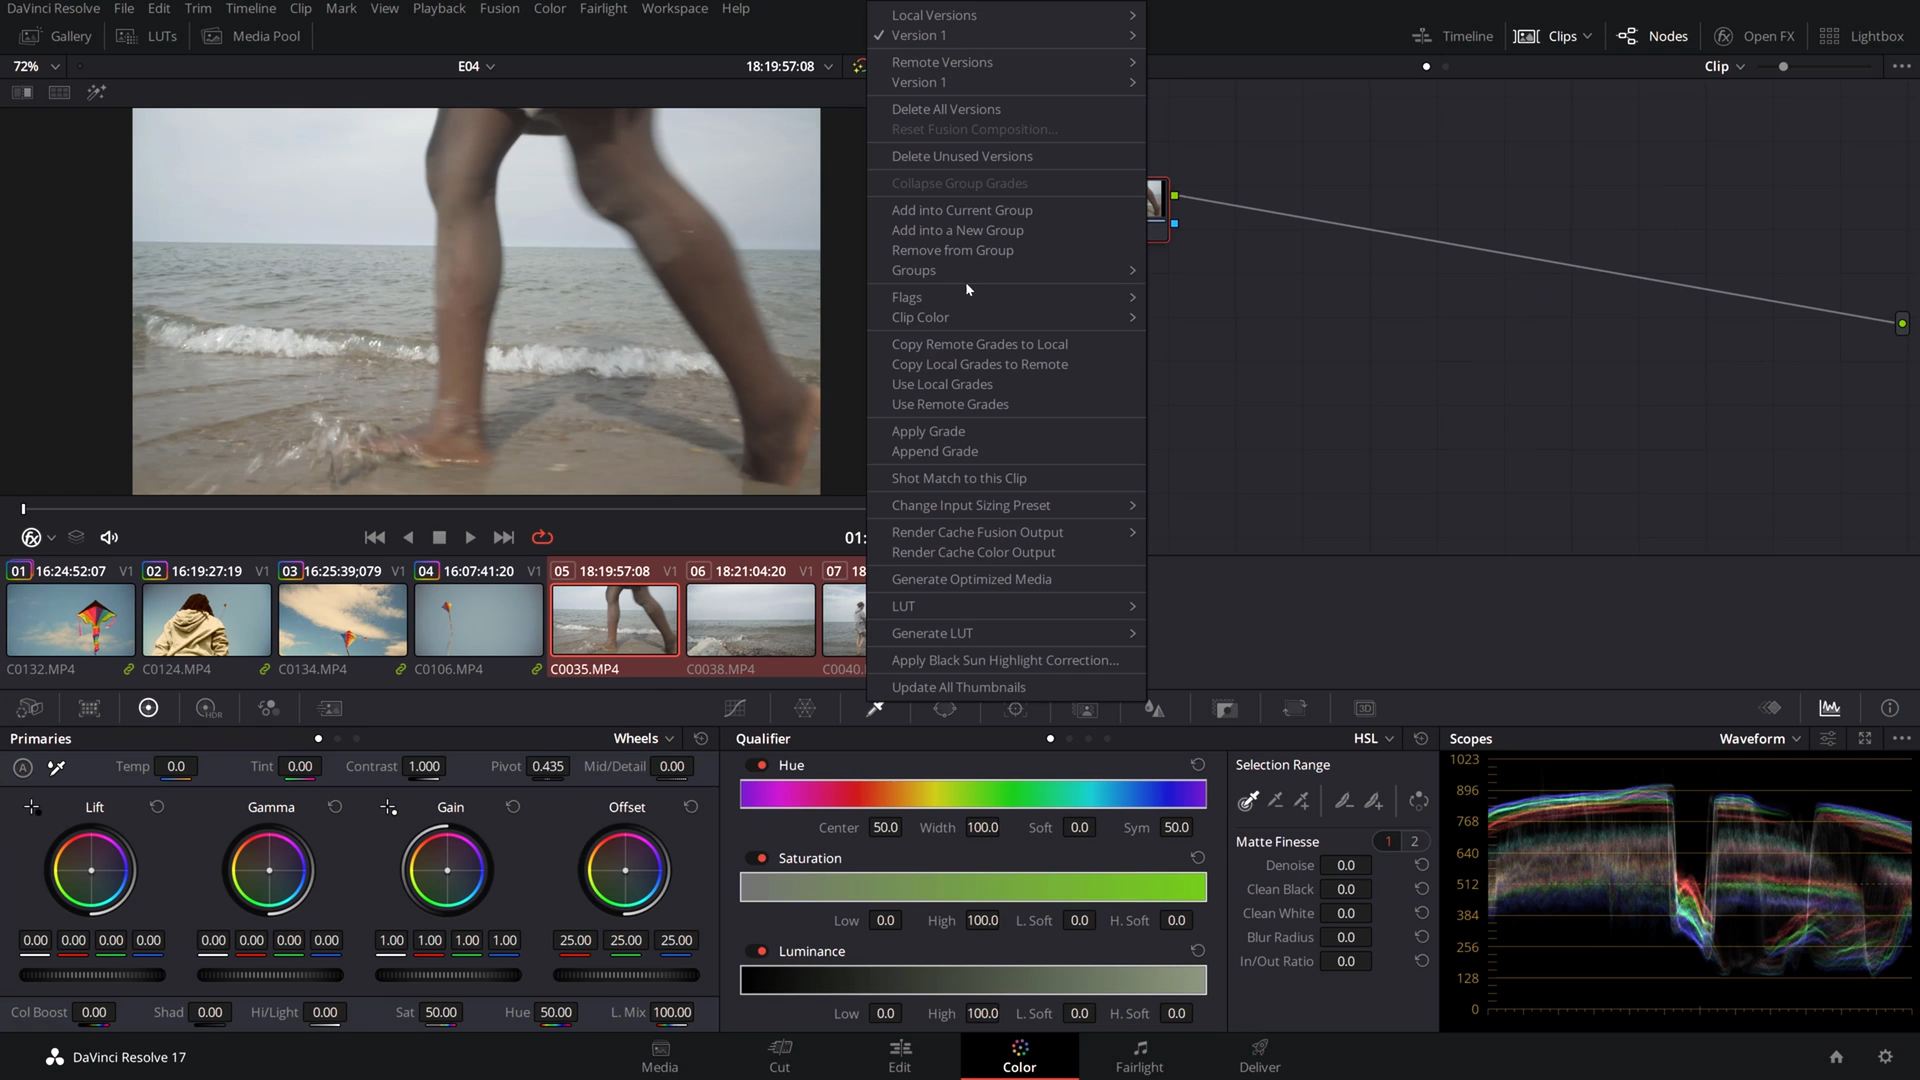 DaVinci Resolve File Edit Trim Timeline Clip Mark View Playback Fusion Color Fairlight Workspace Help
Gallery LUTs Media Pool Timeline Clips Nodes Open FX Lightbox
72% E04 18:19:57:08 Clip
Local Versions
Version 1
Remote Versions
Version 1
Delete All Versions
Reset Fusion Composition...
Delete Unused Versions
Collapse Group Grades
Add into Current Group
Add into a New Group
Remove from Group
Groups
Flags
Clip Color
Copy Remote Grades to Local
Copy Local Grades to Remote
Use Local Grades
Use Remote Grades
Apply Grade
Append Grade
Shot Match to this Clip
Change Input Sizing Preset
Render Cache Fusion Output
Render Cache Color Output
Generate Optimized Media
LUT
Generate LUT
Apply Black Sun Highlight Correction...
Update All Thumbnails
01:
01 16:24:52:07 V1 02 16:19:27:19 V1 03 16:25:39;079 V1 04 16:07:41:20 V1 05 18:19:57:08 V1 06 18:21:04:20 V1 07 18
C0132.MP4 C0124.MP4 C0134.MP4 C0106.MP4 C0035.MP4 C0038.MP4 C0040.
HDR 3D
Primaries Wheels Qualifier HSL Scopes Waveform
A Temp 0.0 Tint 0.00 Contrast 1.000 Pivot 0.435 Mid/Detail 0.00
Lift Gamma Gain Offset
0.00 0.00 0.00 0.00 0.00 0.00 0.00 0.00 1.00 1.00 1.00 1.00 25.00 25.00 25.00
Col Boost 0.00 Shad 0.00 Hi/Light 0.00 Sat 50.00 Hue 50.00 L. Mix 100.00
Hue
Center 50.0 Width 100.0 Soft 0.0 Sym 50.0
Saturation
Low 0.0 High 100.0 L. Soft 0.0 H. Soft 0.0
Luminance
Low 0.0 High 100.0 L. Soft 0.0 H. Soft 0.0
Selection Range
Matte Finesse 1 2
Denoise 0.0
Clean Black 0.0
Clean White 0.0
Blur Radius 0.0
In/Out Ratio 0.0
1023
896
768
640
512
384
256
128
0
DaVinci Resolve 17 Media Cut Edit Color Fairlight Deliver